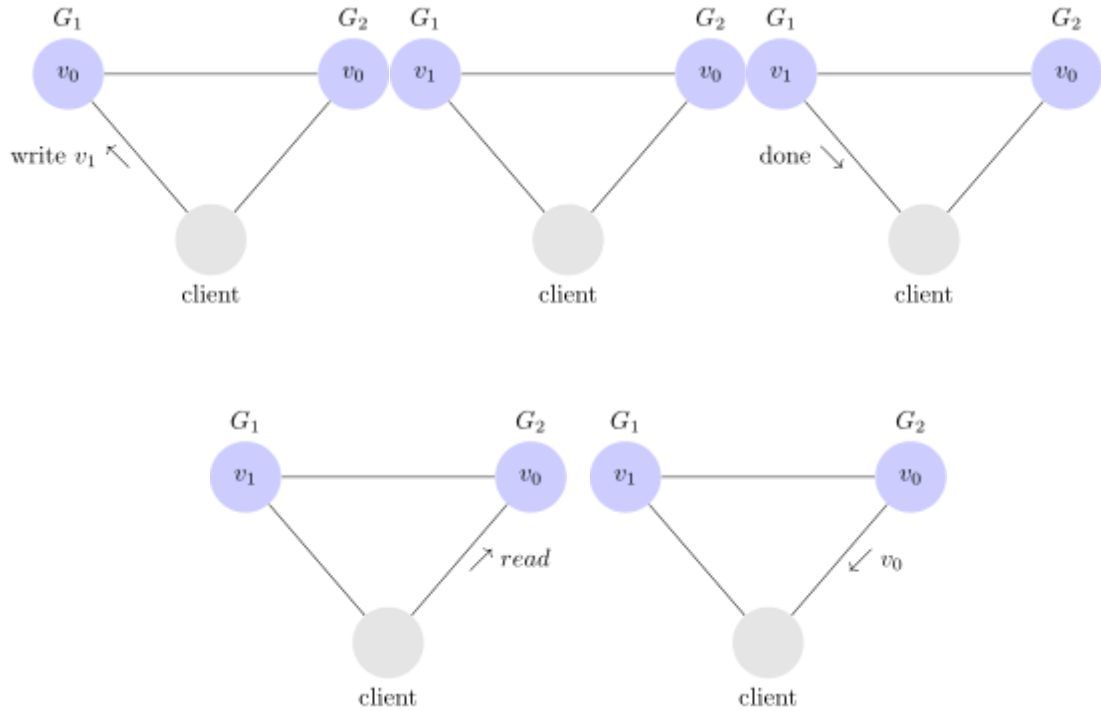 G₁ G₂ G₁ G₂ G₁ G₂
v₀ v₀ v₁ v₀ v₁ v₀
write v₁ done
client client client
G₁ G₂ G₁ G₂
v₁ v₀ v₁ v₀
read v₀
client client